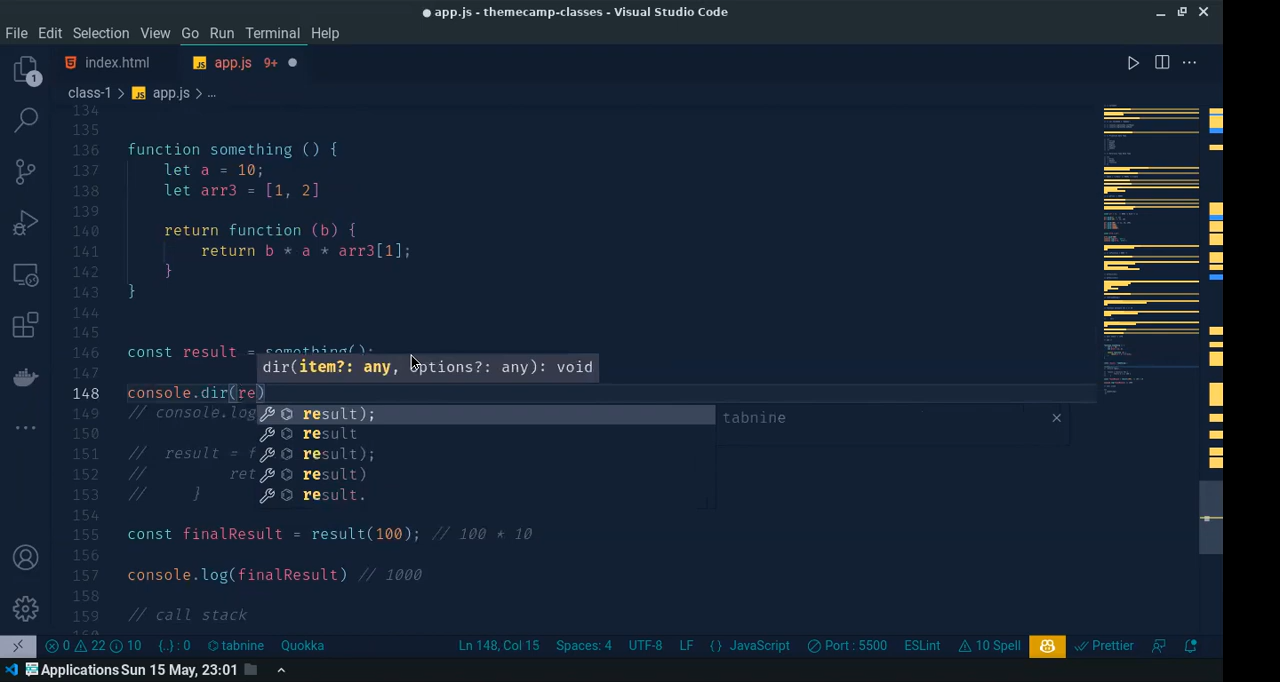 app.js - themecamp-classes - Visual Studio Code
File Edit Selection View Go Run Terminal Help
1
index.html
JS app.js 9+
class-1 > JS app.js > ...
134
135
136 function something () {
137 let a = 10;
138 let arr3 = [1, 2]
139
140 return function (b) {
141 return b * a * arr3[1];
142 }
143 }
144
145
146 const result = something();
147
dir(item?: any, options?: any): void
148 console.dir(re)
149 // console.log
result); tabnine
150 result
151 // result = f
result);
152 // ret
result)
153 // }
result.
154
155 const finalResult = result(100); // 100 * 10
156
157 console.log(finalResult) // 1000
158
159 // call stack
160
0 22 10 {..} : 0 tabnine Quokka Ln 148, Col 15 Spaces: 4 UTF-8 LF {} JavaScript Port : 5500 ESLint 10 Spell Prettier
Applications Sun 15 May, 23:01